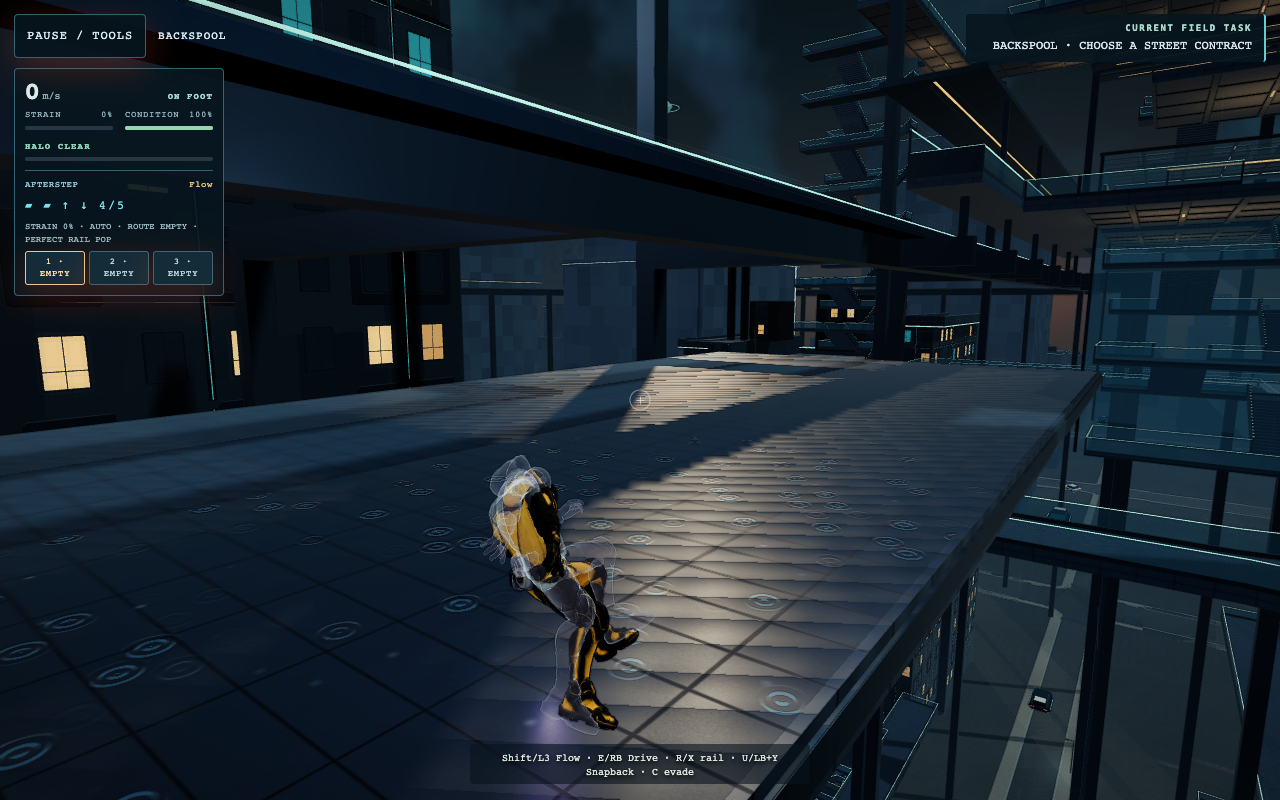 PAUSE / TOOLS
BACKSPOOL
CURRENT FIELD TASK
BACKSPOOL · CHOOSE A STREET CONTRACT
0 m/s
ON FOOT
STRAIN 0%
CONDITION 100%
HALO CLEAR
AFTERSTEP
Flow
▰ ▰ ↑ ↓ 4/5
STRAIN 0% · AUTO · ROUTE EMPTY ·
PERFECT RAIL POP
1 ·
EMPTY
2 ·
EMPTY
3 ·
EMPTY
Shift/L3 Flow · E/RB Drive · R/X rail · U/LB+Y
Snapback · C evade